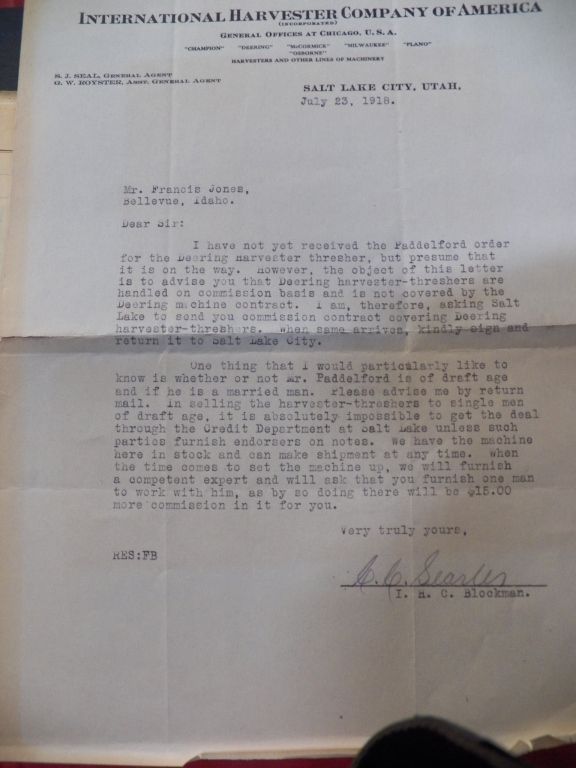 INTERNATIONAL HARVESTER COMPANY OF AMERICA
(INCORPORATED)
GENERAL OFFICES AT CHICAGO, U. S. A.
"CHAMPION" "DEERING" "McCORMICK" "MILWAUKEE" "PLANO"
"OSBORNE"
HARVESTERS AND OTHER LINES OF MACHINERY
S. J. SEAL, GENERAL AGENT
G. W. ROYSTER, ASST. GENERAL AGENT
SALT LAKE CITY, UTAH,
July 23, 1918.
Mr. Francis Jones,
Bellevue, Idaho.
Dear Sir:
I have not yet received the Paddelford order
for the Deering Harvester thresher, but presume that
it is on the way. However, the object of this letter
is to advise you that Deering harvester-threshers are
handled on commission basis and is not covered by the
Deering machine contract. I am, therefore, asking Salt
Lake to send you commission contract covering Deering
harvester-threshers. When same arrives, kindly sign and
return it to Salt Lake City.
One thing that I would particularly like to
know is whether or not Mr. Paddelford is of draft age
and if he is a married man. Please advise me by return
mail. In selling the harvester-threshers to single men
of draft age, it is absolutely impossible to get the deal
through the Credit Department at Salt Lake unless such
parties furnish endorsers on notes. We have the machine
here in stock and can make shipment at any time. When
the time comes to set the machine up, we will furnish
a competent expert and will ask that you furnish one man
to work with him, as by so doing there will be $15.00
more commission in it for you.
Very truly yours,
RES:FB
C. C. Searles
I. H. C. Blockman.